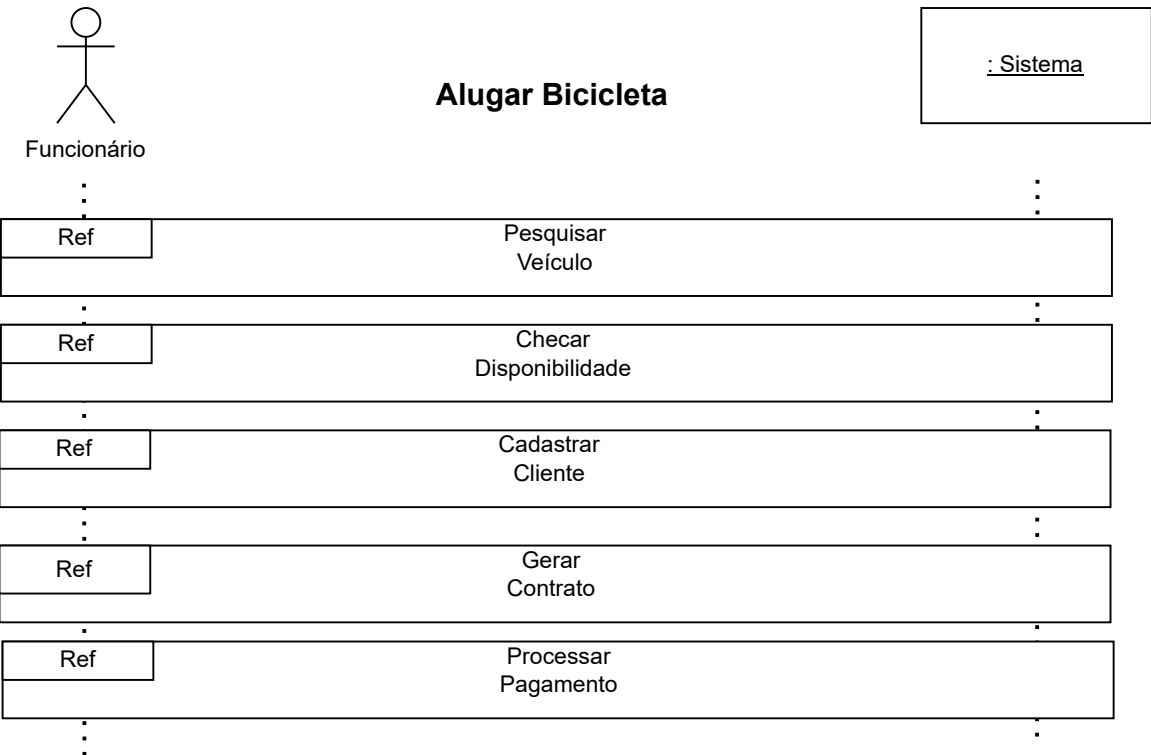 : Sistema
Alugar Bicicleta
Funcionário
Ref
Pesquisar
Veículo
Ref
Checar
Disponibilidade
Ref
Cadastrar
Cliente
Ref
Gerar
Contrato
Ref
Processar
Pagamento